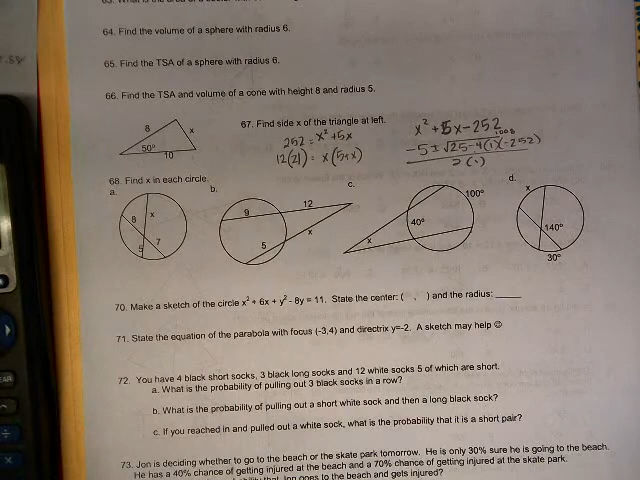 64. Find the volume of a sphere with radius 6.
65. Find the TSA of a sphere with radius 6.
66. Find the TSA and volume of a cone with height 8 and radius 5.
67. Find side x of the triangle at left.
8
x
50°
10
252 = x² + 5x
12(21) = x(5+x)
x² + 5x - 252
1008
-5 ± √25-4(1)(-252)
2(1)
68. Find x in each circle.
a.
8
x
5
7
b.
9
12
5
x
c.
100°
40°
x
d.
x
140°
30°
70. Make a sketch of the circle x² + 6x + y² - 8y = 11. State the center: ( , ) and the radius: _____
71. State the equation of the parabola with focus (-3,4) and directrix y=-2. A sketch may help ☺
72. You have 4 black short socks, 3 black long socks and 12 white socks 5 of which are short.
a. What is the probability of pulling out 3 black socks in a row?
b. What is the probability of pulling out a short white sock and then a long black sock?
c. If you reached in and pulled out a white sock, what is the probability that it is a short pair?
73. Jon is deciding whether to go to the beach or the skate park tomorrow. He is only 30% sure he is going to the beach.
He has a 40% chance of getting injured at the beach and a 70% chance of getting injured at the skate park.
that Jon goes to the beach and gets injured?